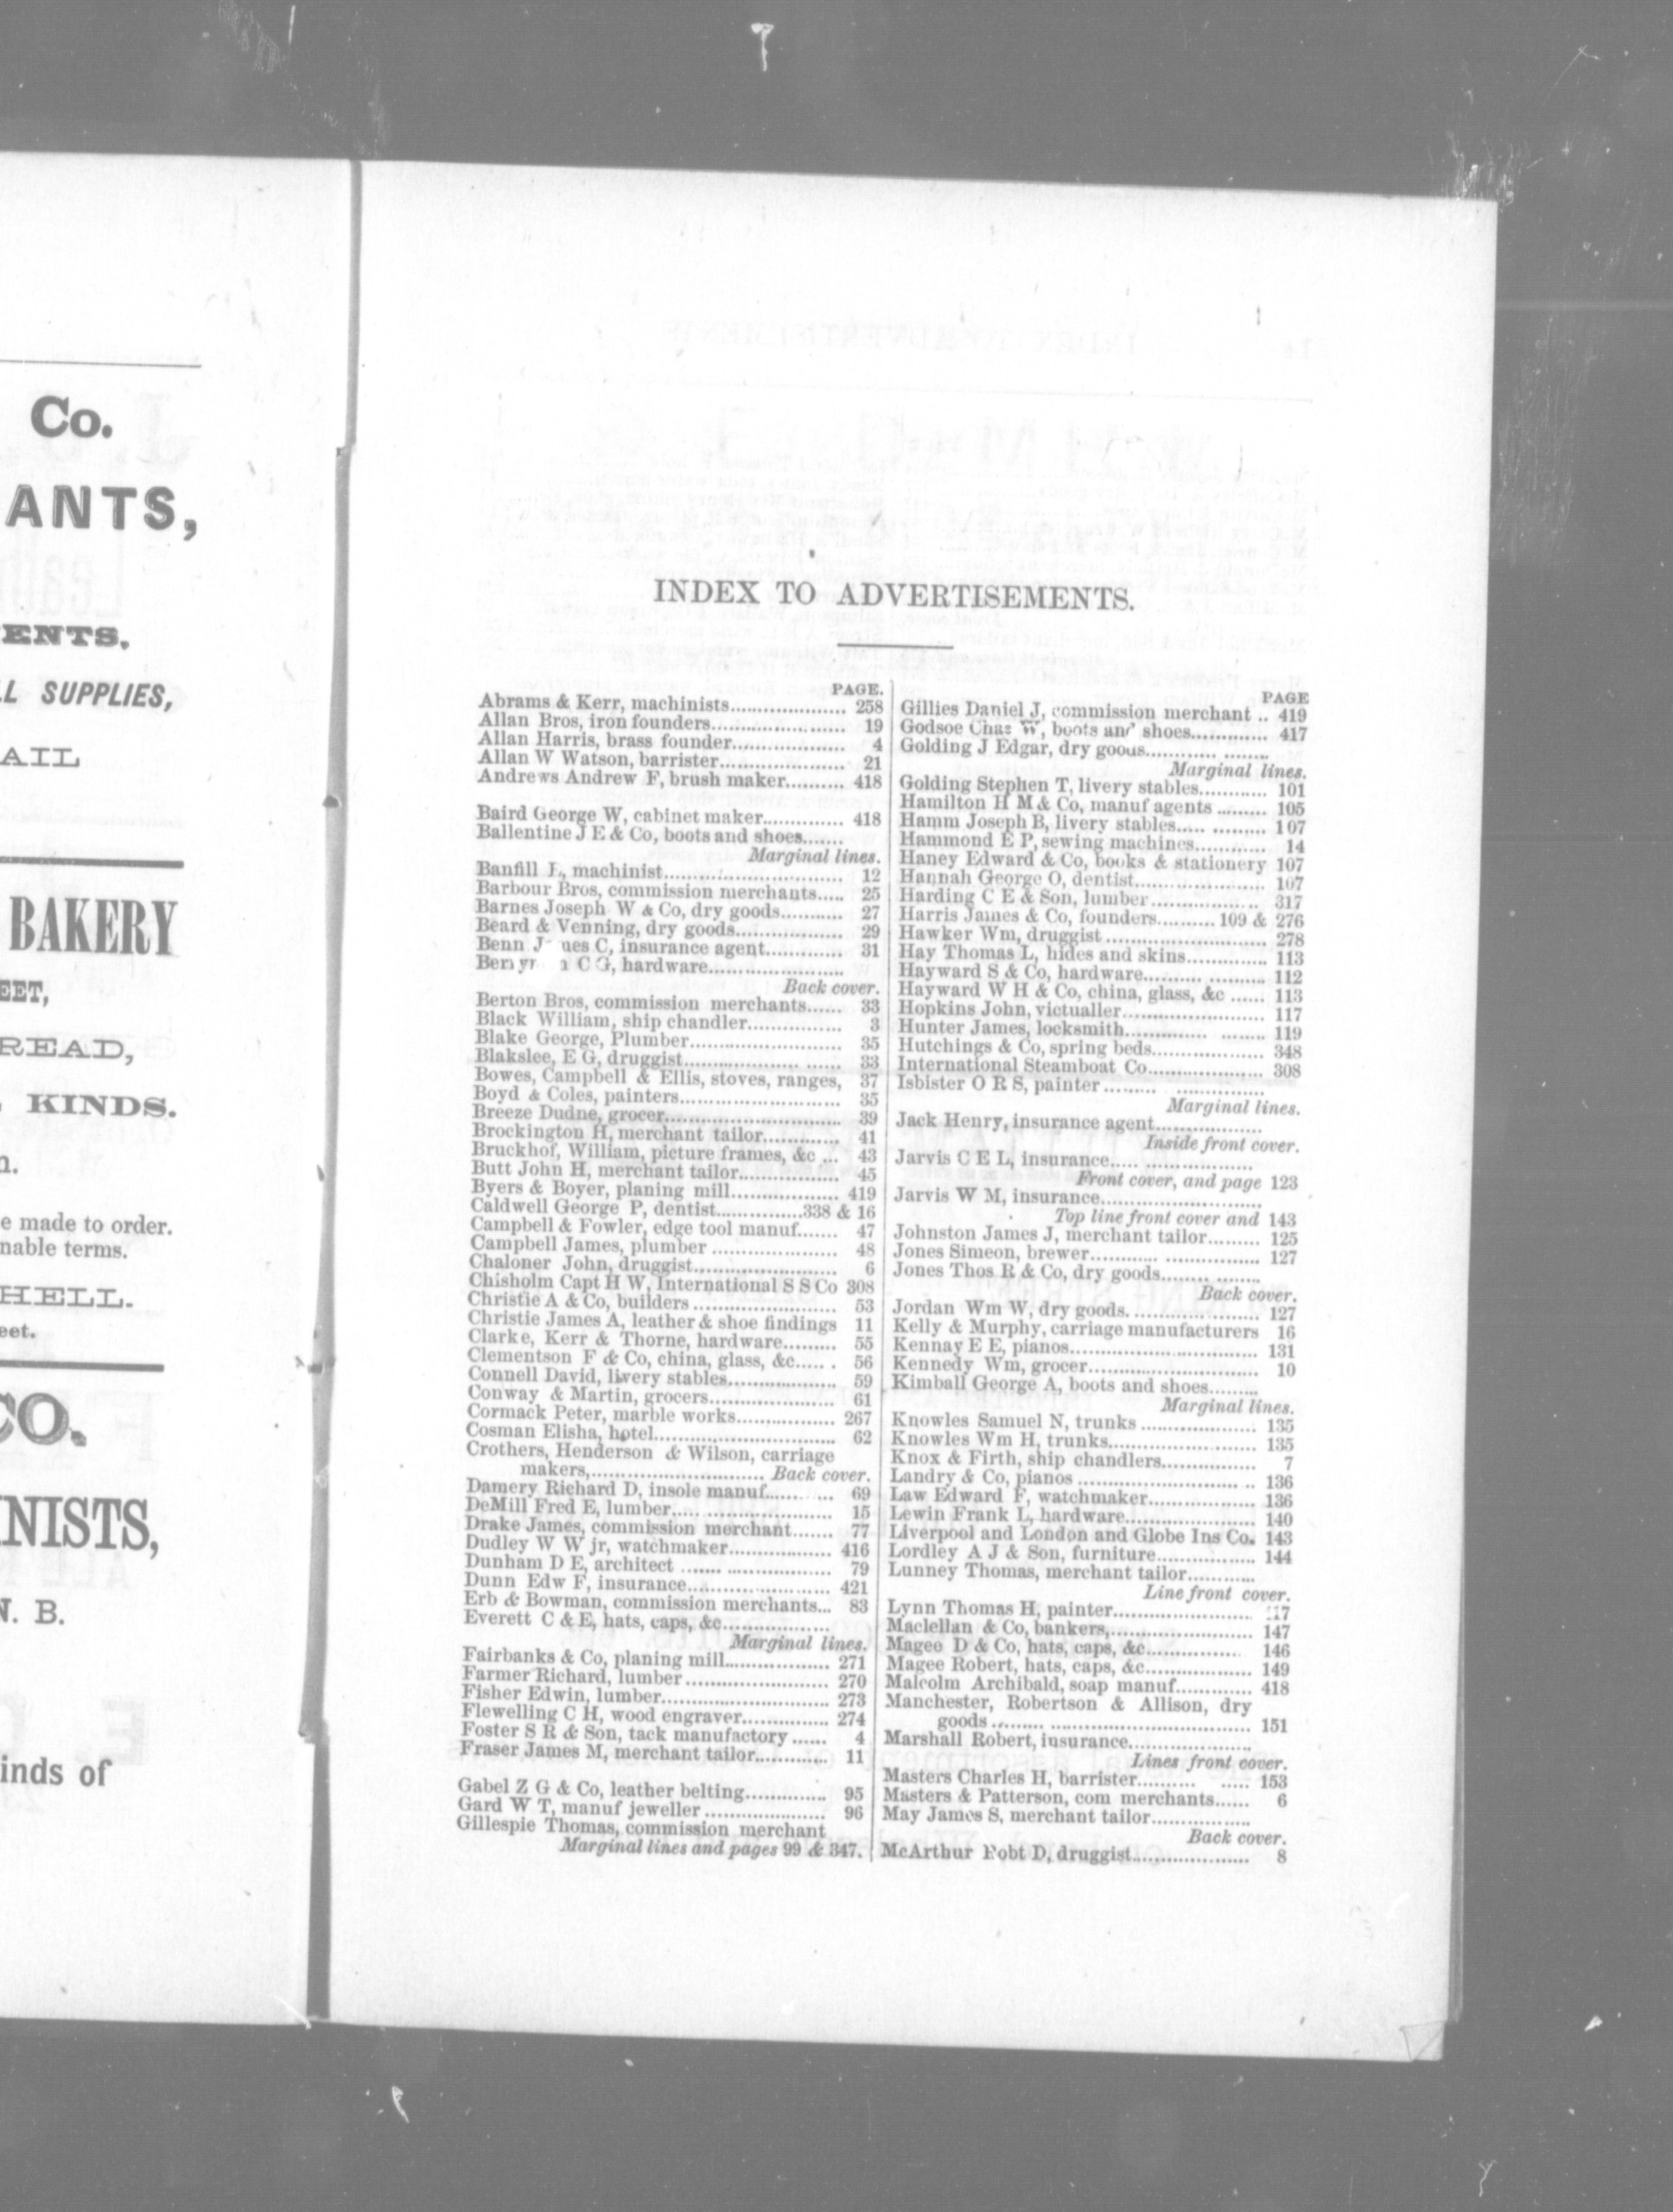 Co.
ANTS,
ENTS.
LL SUPPLIES,
AIL
BAKERY
EET,
READ,
KINDS.
n.
e made to order.
nable terms.
HELL.
eet.
CO.
NISTS,
N. B.
inds of
INDEX TO ADVERTISEMENTS.
PAGE.
Abrams & Kerr, machinists.................... 258
Allan Bros, iron founders....................... 19
Allan Harris, brass founder.................... 4
Allan W Watson, barrister...................... 21
Andrews Andrew F, brush maker.......... 418
Baird George W, cabinet maker............. 418
Ballentine J E & Co, boots and shoes.......
Marginal lines.
Banfill L, machinist............................... 12
Barbour Bros, commission merchants..... 25
Barnes Joseph W & Co, dry goods........... 27
Beard & Venning, dry goods.................. 29
Benn J ues C, insurance agent............. 31
C G, hardware.......................
Back cover.
Berton Bros, commission merchants...... 33
Black William, ship chandler................ 3
Blake George, Plumber.......................... 35
Blakslee, E G, druggist.................... ...... 33
Bowes, Campbell & Ellis, stoves, ranges, 37
Boyd & Coles, painters........................... 35
Breeze Dudne, grocer.............................. 39
Brockington H, merchant tailor............. 41
Bruckhof, William, picture frames, &c ... 43
Butt John H, merchant tailor................. 45
Byers & Boyer, planing mill................... 419
Caldwell George P, dentist...............338 & 16
Campbell & Fowler, edge tool manuf....... 47
Campbell James, plumber ..................... 48
Chaloner John, druggist........................ 6
Chisholm Capt H W, International S S Co 308
Christie A & Co, builders ........................ 53
Christie James A, leather & shoe findings 11
Clarke, Kerr & Thorne, hardware......... 55
Clementson F & Co, china, glass, &c..... . 56
Connell David, livery stables.................. 59
Conway & Martin, grocers..................... 61
Cormack Peter, marble works................. 267
Cosman Elisha, hotel.............................. 62
Crothers, Henderson & Wilson, carriage
makers,............................. Back cover.
Damery Richard D, insole manuf....... ... 69
DeMill Fred E, lumber..... ..................... 15
Drake James, commission merchant....... 77
Dudley W W jr, watchmaker.................. 416
Dunham D E, architect ....... .................. 79
Dunn Edw F, insurance......................... 421
Erb & Bowman, commission merchants... 83
Everett C & E, hats, caps, &c..................
Marginal lines.
Fairbanks & Co, planing mill.................. 271
Farmer Richard, lumber ........................ 270
Fisher Edwin, lumber............................ 273
Flewelling C H, wood engraver............... 274
Foster S R & Son, tack manufactory ...... 4
Fraser James M, merchant tailor............. 11
Gabel Z G & Co, leather belting.............. 95
Gard W T, manuf jeweller ..................... 96
Gillespie Thomas, commission merchant
Marginal lines and pages 99 & 347.
PAGE
Gillies Daniel J, commission merchant .. 419
Godsoe Chas W, boots and shoes............. 417
Golding J Edgar, dry goous............ ........
Marginal lines.
Golding Stephen T, livery stables............ 101
Hamilton H M & Co, manuf agents ......... 105
Hamm Joseph B, livery stables..... ......... 107
Hammond E P, sewing machines............ 14
Haney Edward & Co, books & stationery 107
Hannah George O, dentist...................... 107
Harding C E & Son, lumber................ .. 317
Harris James & Co, founders.......... 109 & 276
Hawker Wm, druggist ............................ 278
Hay Thomas L, hides and skins.............. 113
Hayward S & Co, hardware.......... .......... 112
Hayward W H & Co, china, glass, &c ...... 113
Hopkins John, victualler........................ 117
Hunter James, locksmith.............. ........ 119
Hutchings & Co, spring beds................... 348
International Steamboat Co.................... 308
Isbister O R S, painter ......... ...............
Marginal lines.
Jack Henry, insurance agent..................
Inside front cover.
Jarvis C E L, insurance..... ..................
Front cover, and page 123
Jarvis W M, insurance...........................
Top line front cover and 143
Johnston James J, merchant tailor......... 125
Jones Simeon, brewer............ ................ 127
Jones Thos R & Co, dry goods........ ........
Back cover.
Jordan Wm W, dry goods. ...................... 127
Kelly & Murphy, carriage manufacturers 16
Kennay E E, pianos................................ 131
Kennedy Wm, grocer............................. 10
Kimball George A, boots and shoes.........
Marginal lines.
Knowles Samuel N, trunks .................... 135
Knowles Wm H, trunks......................... 135
Knox & Firth, ship chandlers................ 7
Landry & Co, pianos ........................... .. 136
Law Edward F, watchmaker.................. 136
Lewin Frank L, hardware...................... 140
Liverpool and London and Globe Ins Co. 143
Lordley A J & Son, furniture................. 144
Lunney Thomas, merchant tailor...........
Line front cover.
Lynn Thomas H, painter........................
Maclellan & Co, bankers,........................ 147
Magee D & Co, hats, caps, &c................ 146
Magee Robert, hats, caps, &c.................. 149
Malcolm Archibald, soap manuf............. 418
Manchester, Robertson & Allison, dry
goods ......... ................................... 151
Marshall Robert, insurance....................
Lines front cover.
Masters Charles H, barrister.......... ..... 153
Masters & Patterson, com merchants...... 6
May James S, merchant tailor.................
Back cover.
McArthur Robt D, druggist.................... 8